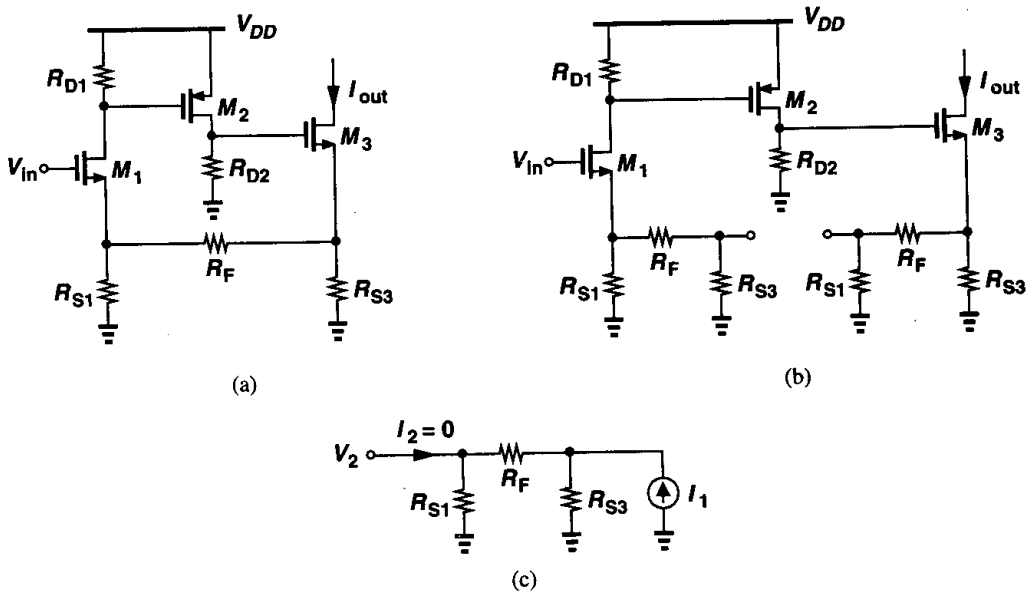 V_DD
R_D1
M_2
I_out
M_3
V_in
M_1
R_D2
R_F
R_S1
R_S3
(a)
V_DD
R_D1
M_2
I_out
M_3
V_in
M_1
R_D2
R_F
R_F
R_S1
R_S3
R_S1
R_S3
(b)
I_2 = 0
V_2
R_F
R_S1
R_S3
I_1
(c)